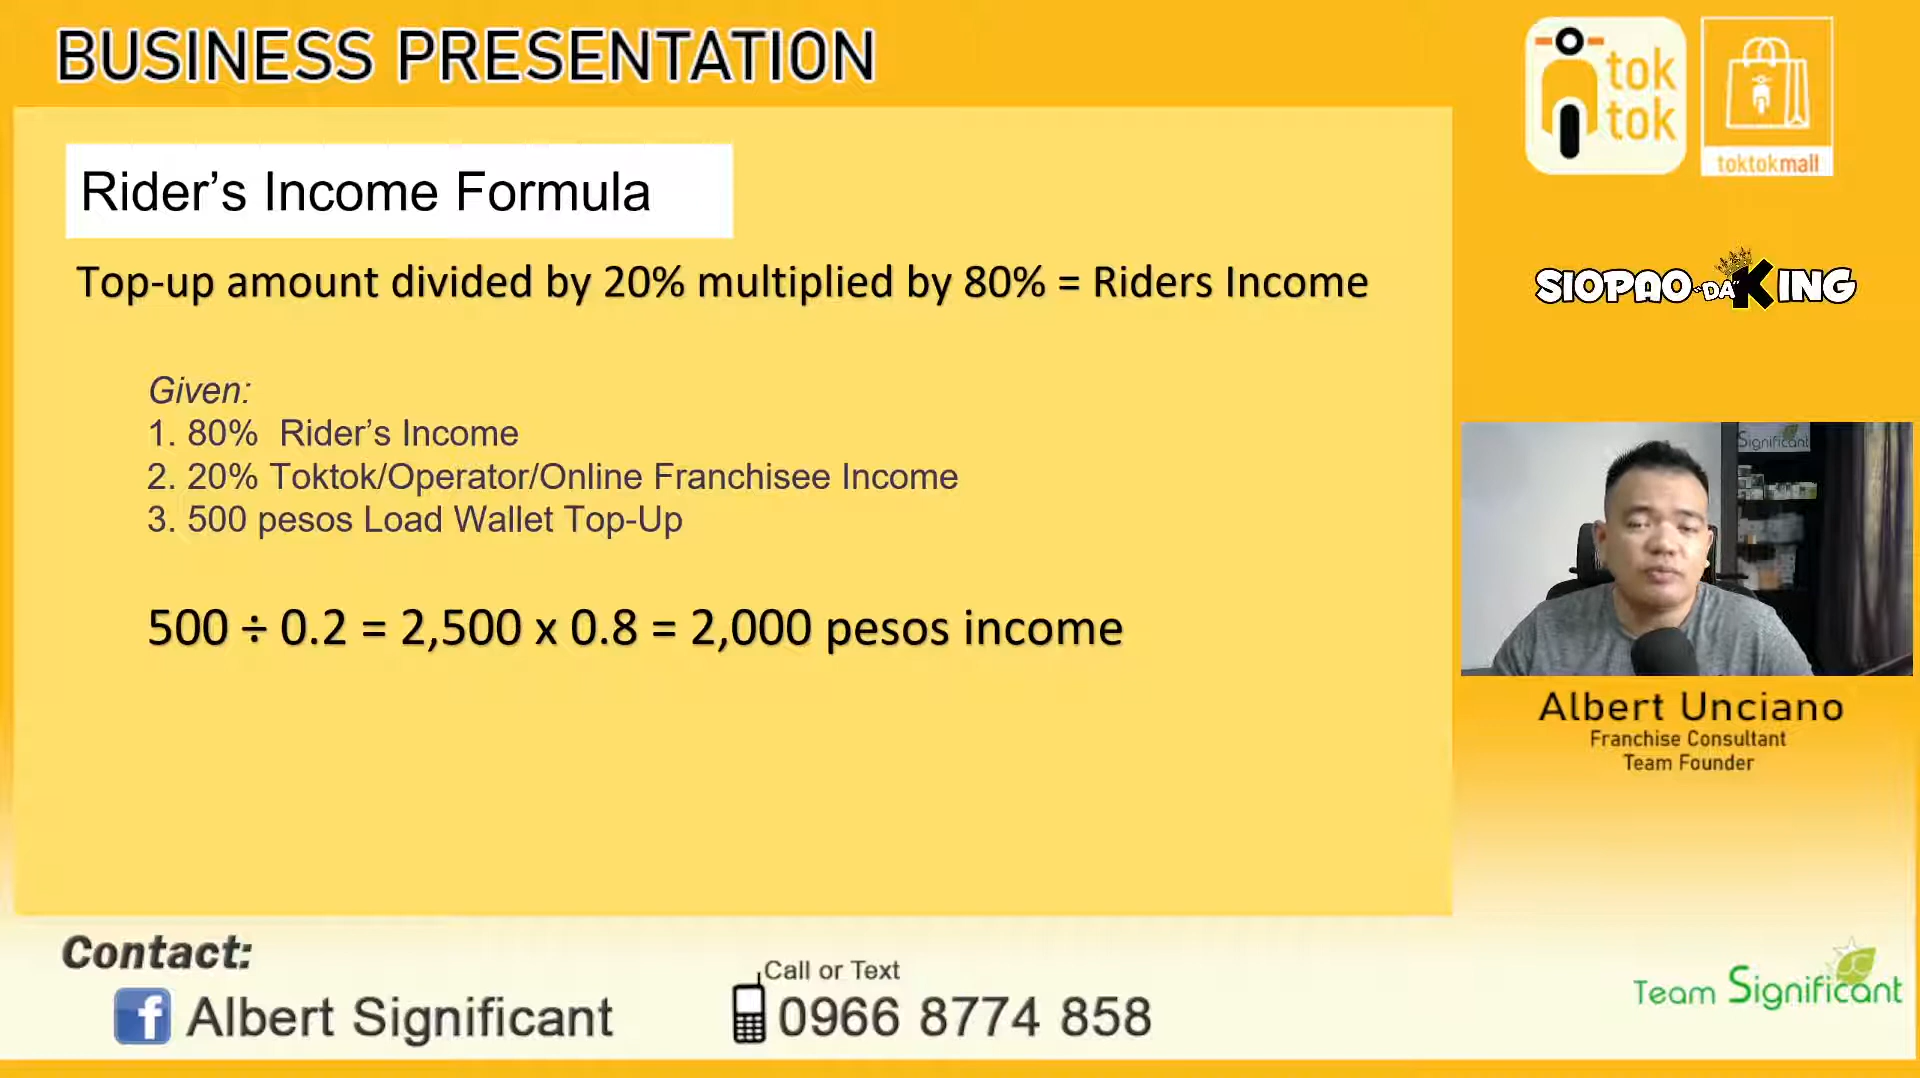 BUSINESS PRESENTATION
tok
tok
toktokmall
Rider’s Income Formula
Top-up amount divided by 20% multiplied by 80% = Riders Income
SIOPAO "DA" KING
Given:
1. 80%  Rider’s Income
2. 20% Toktok/Operator/Online Franchisee Income
3. 500 pesos Load Wallet Top-Up
500 ÷ 0.2 = 2,500 x 0.8 = 2,000 pesos income
Significant
Albert Unciano
Franchise Consultant
Team Founder
Contact:
Albert Significant
Call or Text
0966 8774 858
Team Significant